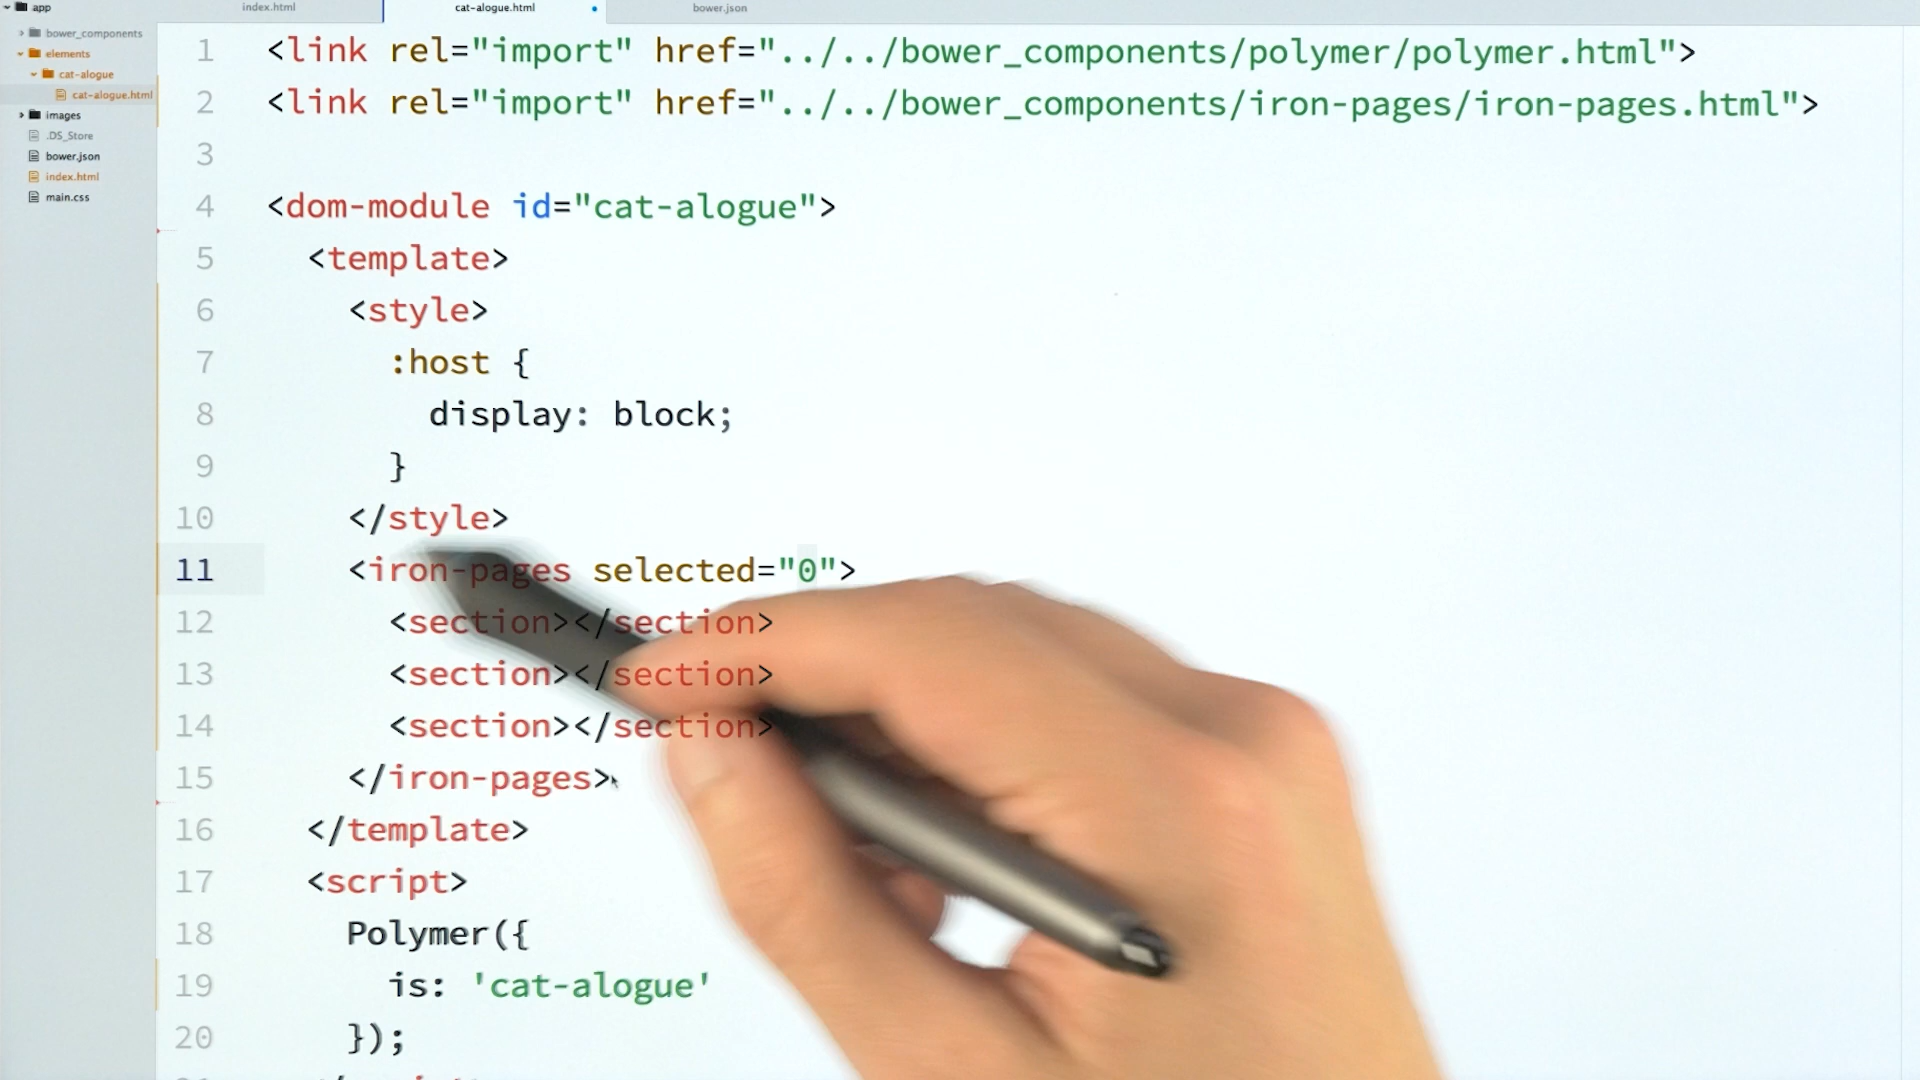 app
index.html
cat-alogue.html
bower.json
bower_components
elements
cat-alogue
cat-alogue.html
images
.DS_Store
bower.json
index.html
main.css
1 <link rel="import" href="../../bower_components/polymer/polymer.html">
2 <link rel="import" href="../../bower_components/iron-pages/iron-pages.html">
3
4 <dom-module id="cat-alogue">
5 <template>
6 <style>
7 :host {
8 display: block;
9 }
10 </style>
11 <iron-pages selected="0">
12 <section></section>
13 <section></section>
14 <section></section>
15 </iron-pages>
16 </template>
17 <script>
18 Polymer({
19 is: 'cat-alogue'
20 });